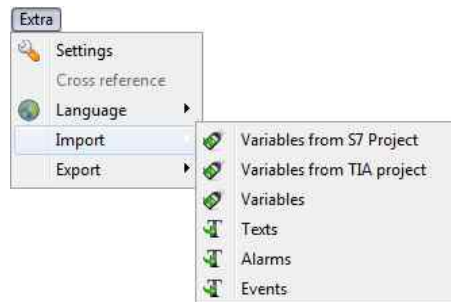 Extra
Settings
Cross reference
Language
Import
Export
Variables from S7 Project
Variables from TIA project
Variables
Texts
Alarms
Events